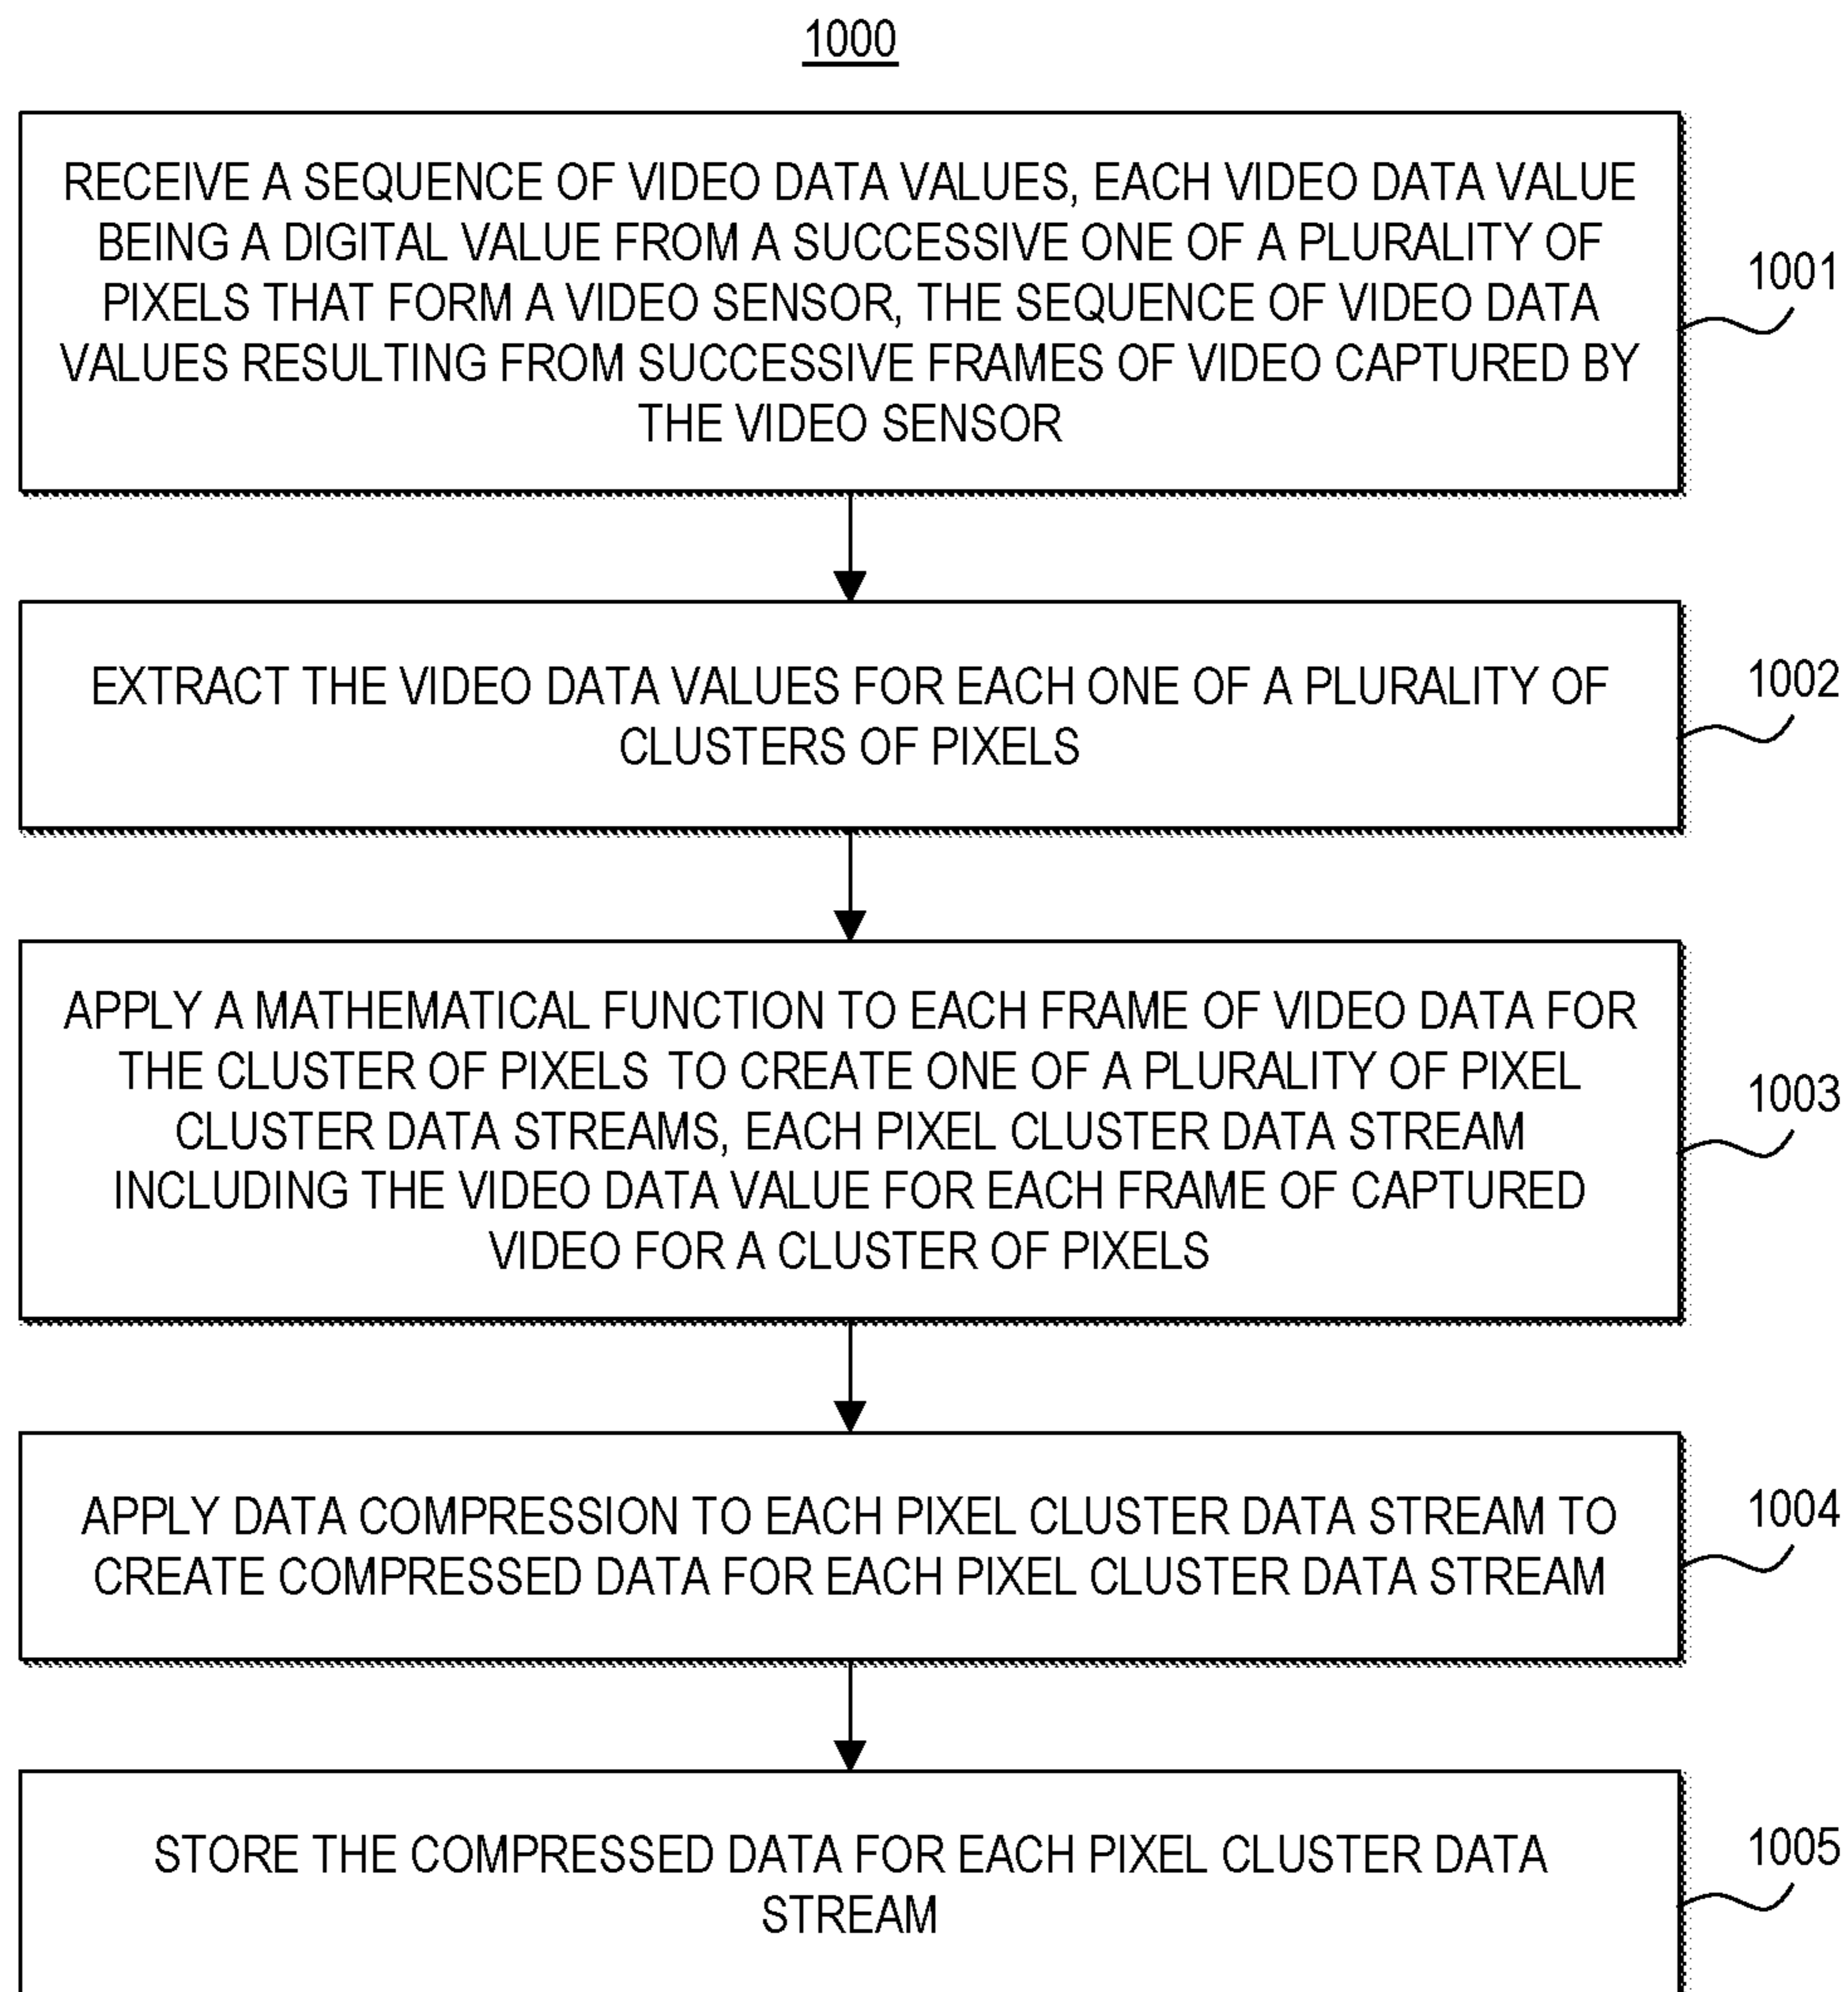 1000
RECEIVE A SEQUENCE OF VIDEO DATA VALUES, EACH VIDEO DATA VALUE
BEING A DIGITAL VALUE FROM A SUCCESSIVE ONE OF A PLURALITY OF
PIXELS THAT FORM A VIDEO SENSOR, THE SEQUENCE OF VIDEO DATA
VALUES RESULTING FROM SUCCESSIVE FRAMES OF VIDEO CAPTURED BY
THE VIDEO SENSOR
1001
EXTRACT THE VIDEO DATA VALUES FOR EACH ONE OF A PLURALITY OF
CLUSTERS OF PIXELS
1002
APPLY A MATHEMATICAL FUNCTION TO EACH FRAME OF VIDEO DATA FOR
THE CLUSTER OF PIXELS TO CREATE ONE OF A PLURALITY OF PIXEL
CLUSTER DATA STREAMS, EACH PIXEL CLUSTER DATA STREAM
INCLUDING THE VIDEO DATA VALUE FOR EACH FRAME OF CAPTURED
VIDEO FOR A CLUSTER OF PIXELS
1003
APPLY DATA COMPRESSION TO EACH PIXEL CLUSTER DATA STREAM TO
CREATE COMPRESSED DATA FOR EACH PIXEL CLUSTER DATA STREAM
1004
STORE THE COMPRESSED DATA FOR EACH PIXEL CLUSTER DATA
STREAM
1005